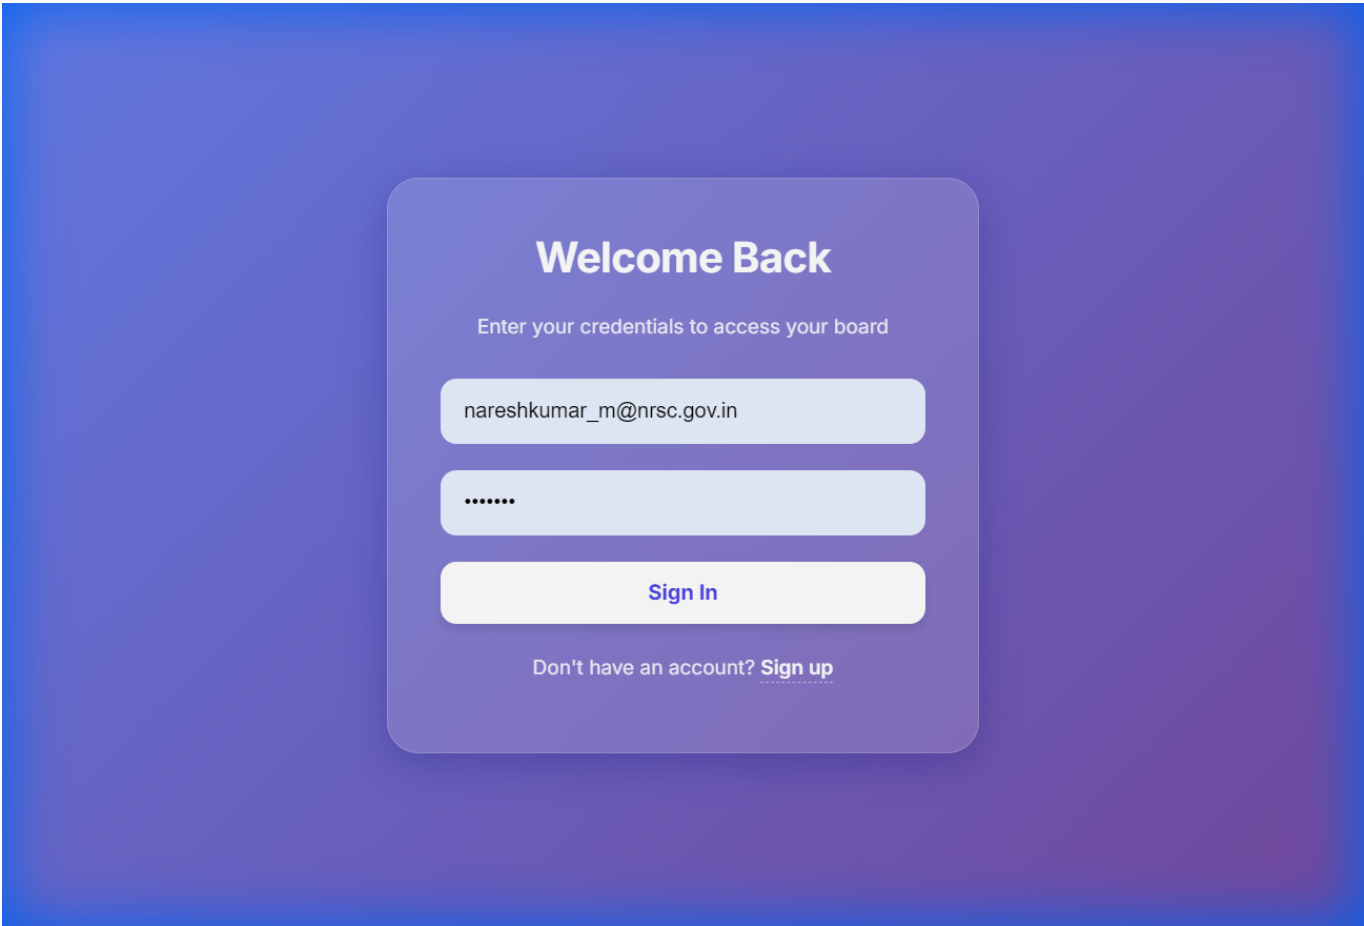 Welcome Back
Enter your credentials to access your board
nareshkumar_m@nrsc.gov.in
•••••••
Sign In
Don't have an account? Sign up